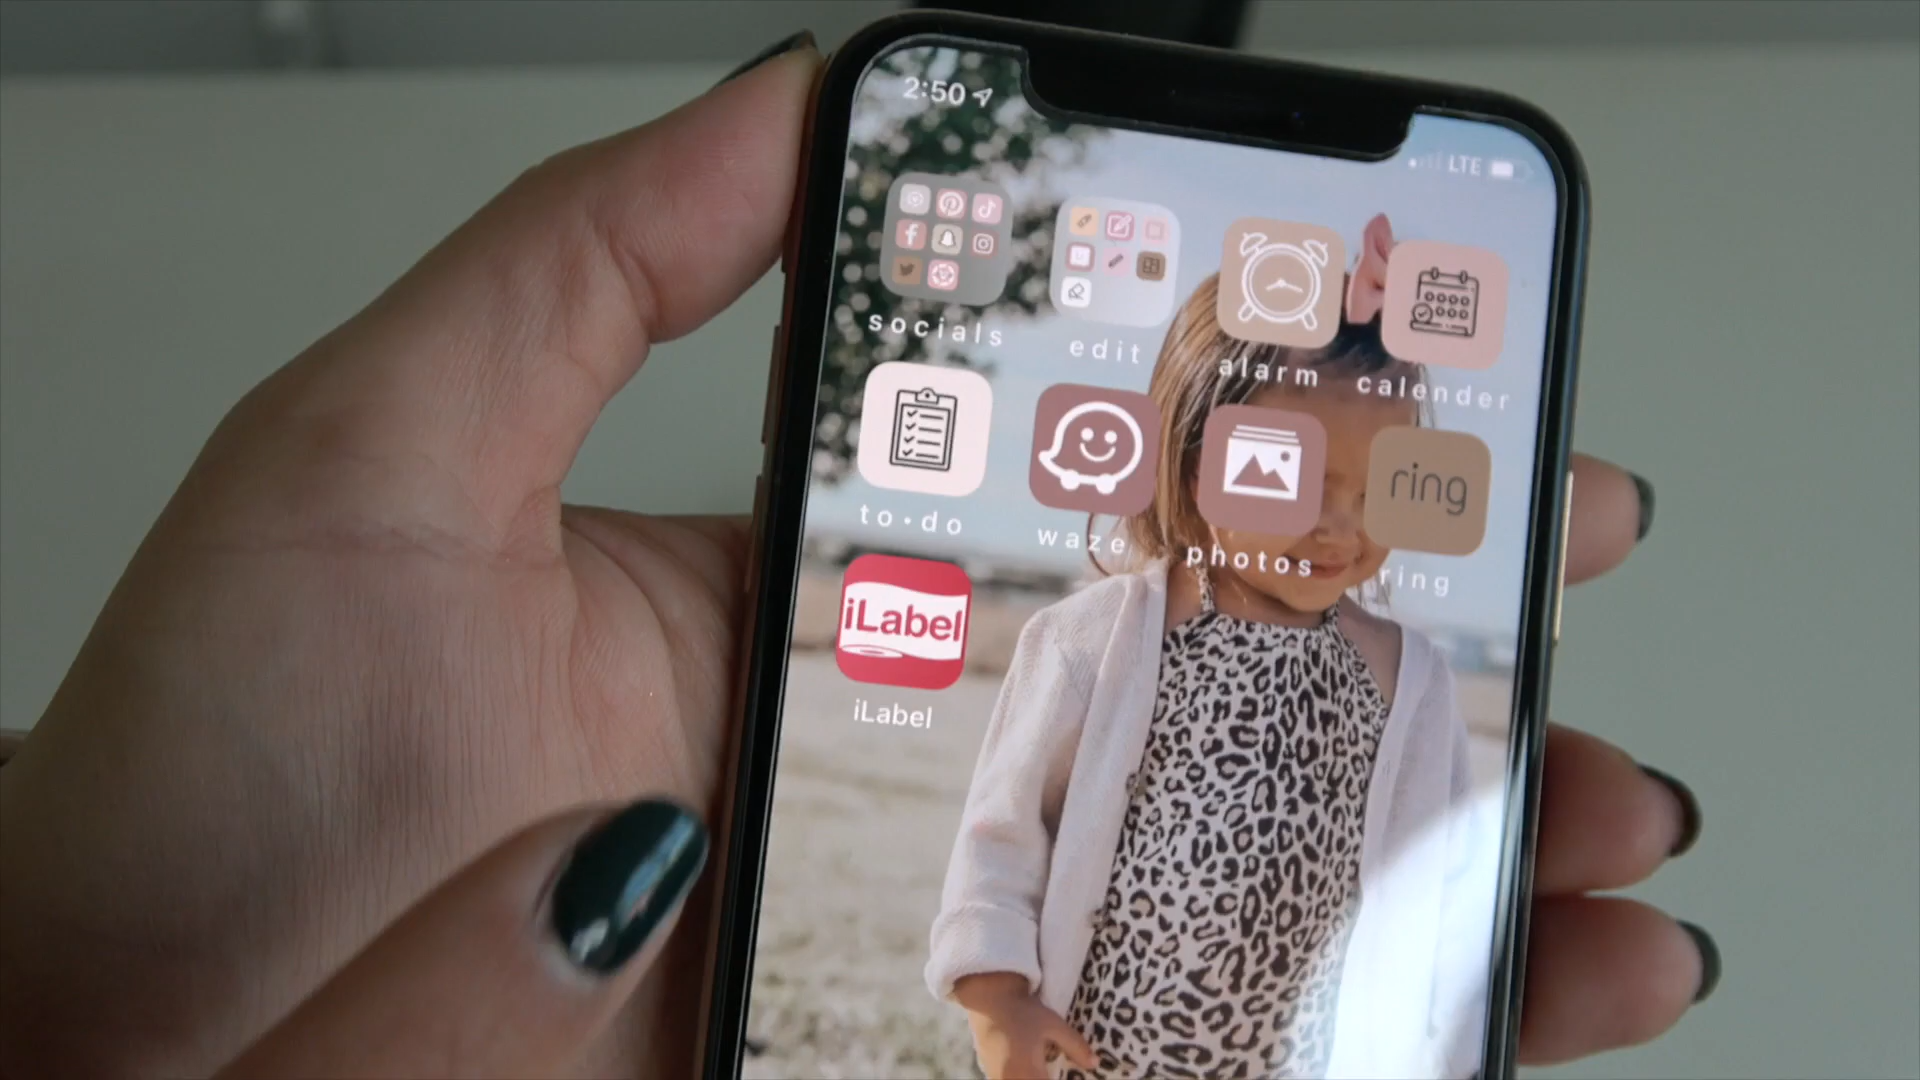 2:50
LTE
socials
edit
alarm
calender
to•do
waze
photos
ring
ring
iLabel
iLabel